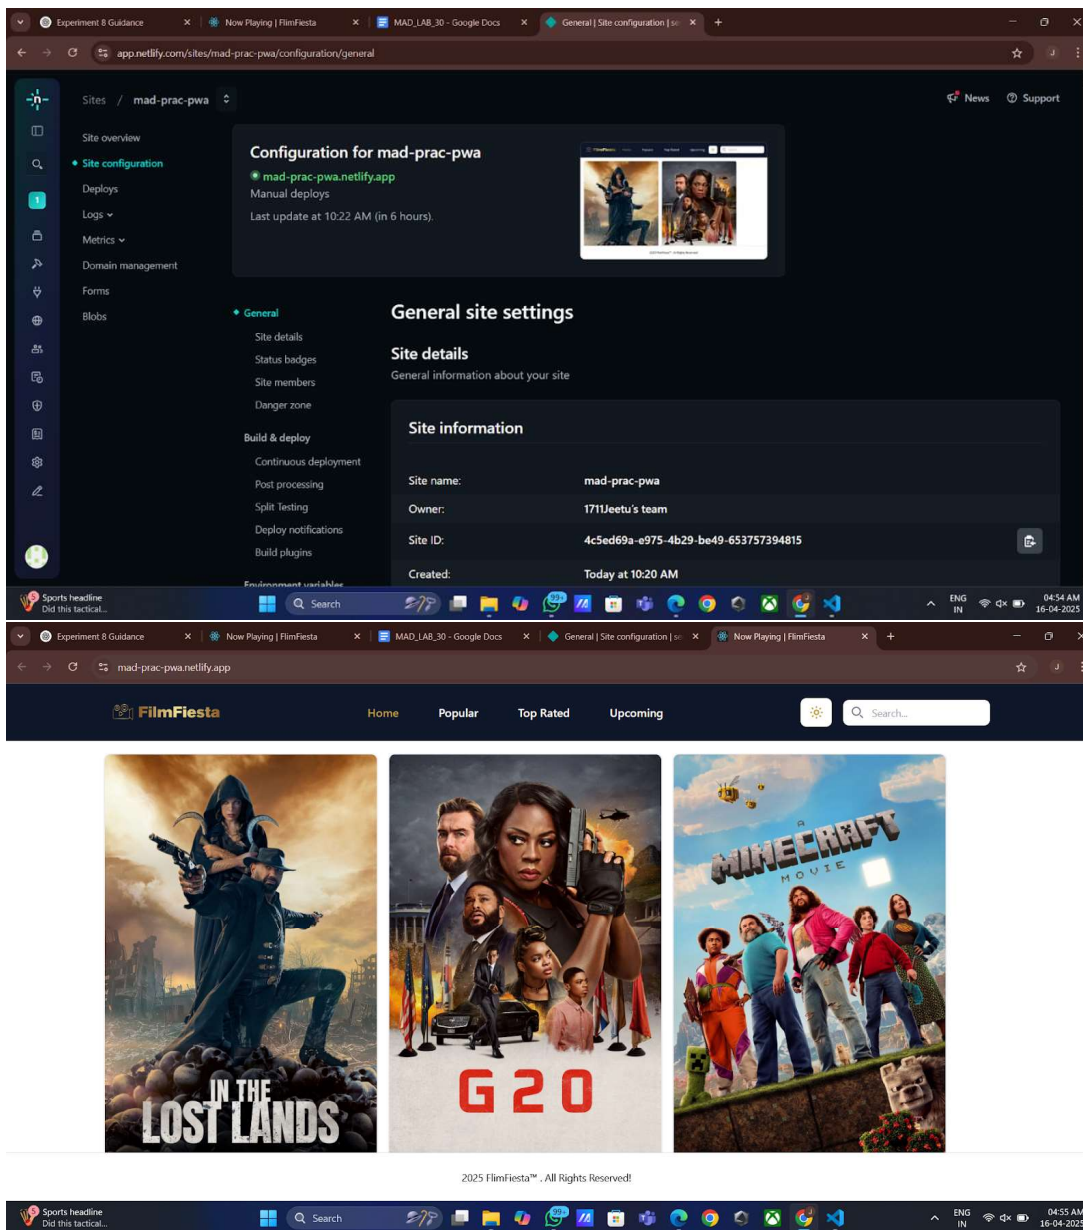 Experiment 8 Guidance
Now Playing | FlimFiesta
MAD_LAB_30 - Google Docs
General | Site configuration | se
app.netlify.com/sites/mad-prac-pwa/configuration/general
J
Sites / mad-prac-pwa
News
Support
Site overview
Site configuration
Deploys
Logs
Metrics
Domain management
Forms
Blobs
1
Configuration for mad-prac-pwa
mad-prac-pwa.netlify.app
Manual deploys
Last update at 10:22 AM (in 6 hours).
General
Site details
Status badges
Site members
Danger zone
Build & deploy
Continuous deployment
Post processing
Split Testing
Deploy notifications
Build plugins
Environment variables
General site settings
Site details
General information about your site
Site information
Site name: mad-prac-pwa
Owner: 1711Jeetu's team
Site ID: 4c5ed69a-e975-4b29-be49-653757394815
Created: Today at 10:20 AM
5
Sports headline
Did this tactical...
Search
99+
ENG
IN
04:54 AM
16-04-2025
Experiment 8 Guidance
Now Playing | FlimFiesta
MAD_LAB_30 - Google Docs
General | Site configuration | se
Now Playing | FlimFiesta
mad-prac-pwa.netlify.app
J
FilmFiesta
Home
Popular
Top Rated
Upcoming
Search...
IN THE
LOST LANDS
G20
A
MINECRAFT
MOVIE
2025 FlimFiesta™ . All Rights Reserved!
5
Sports headline
Did this tactical...
Search
99+
ENG
IN
04:55 AM
16-04-2025